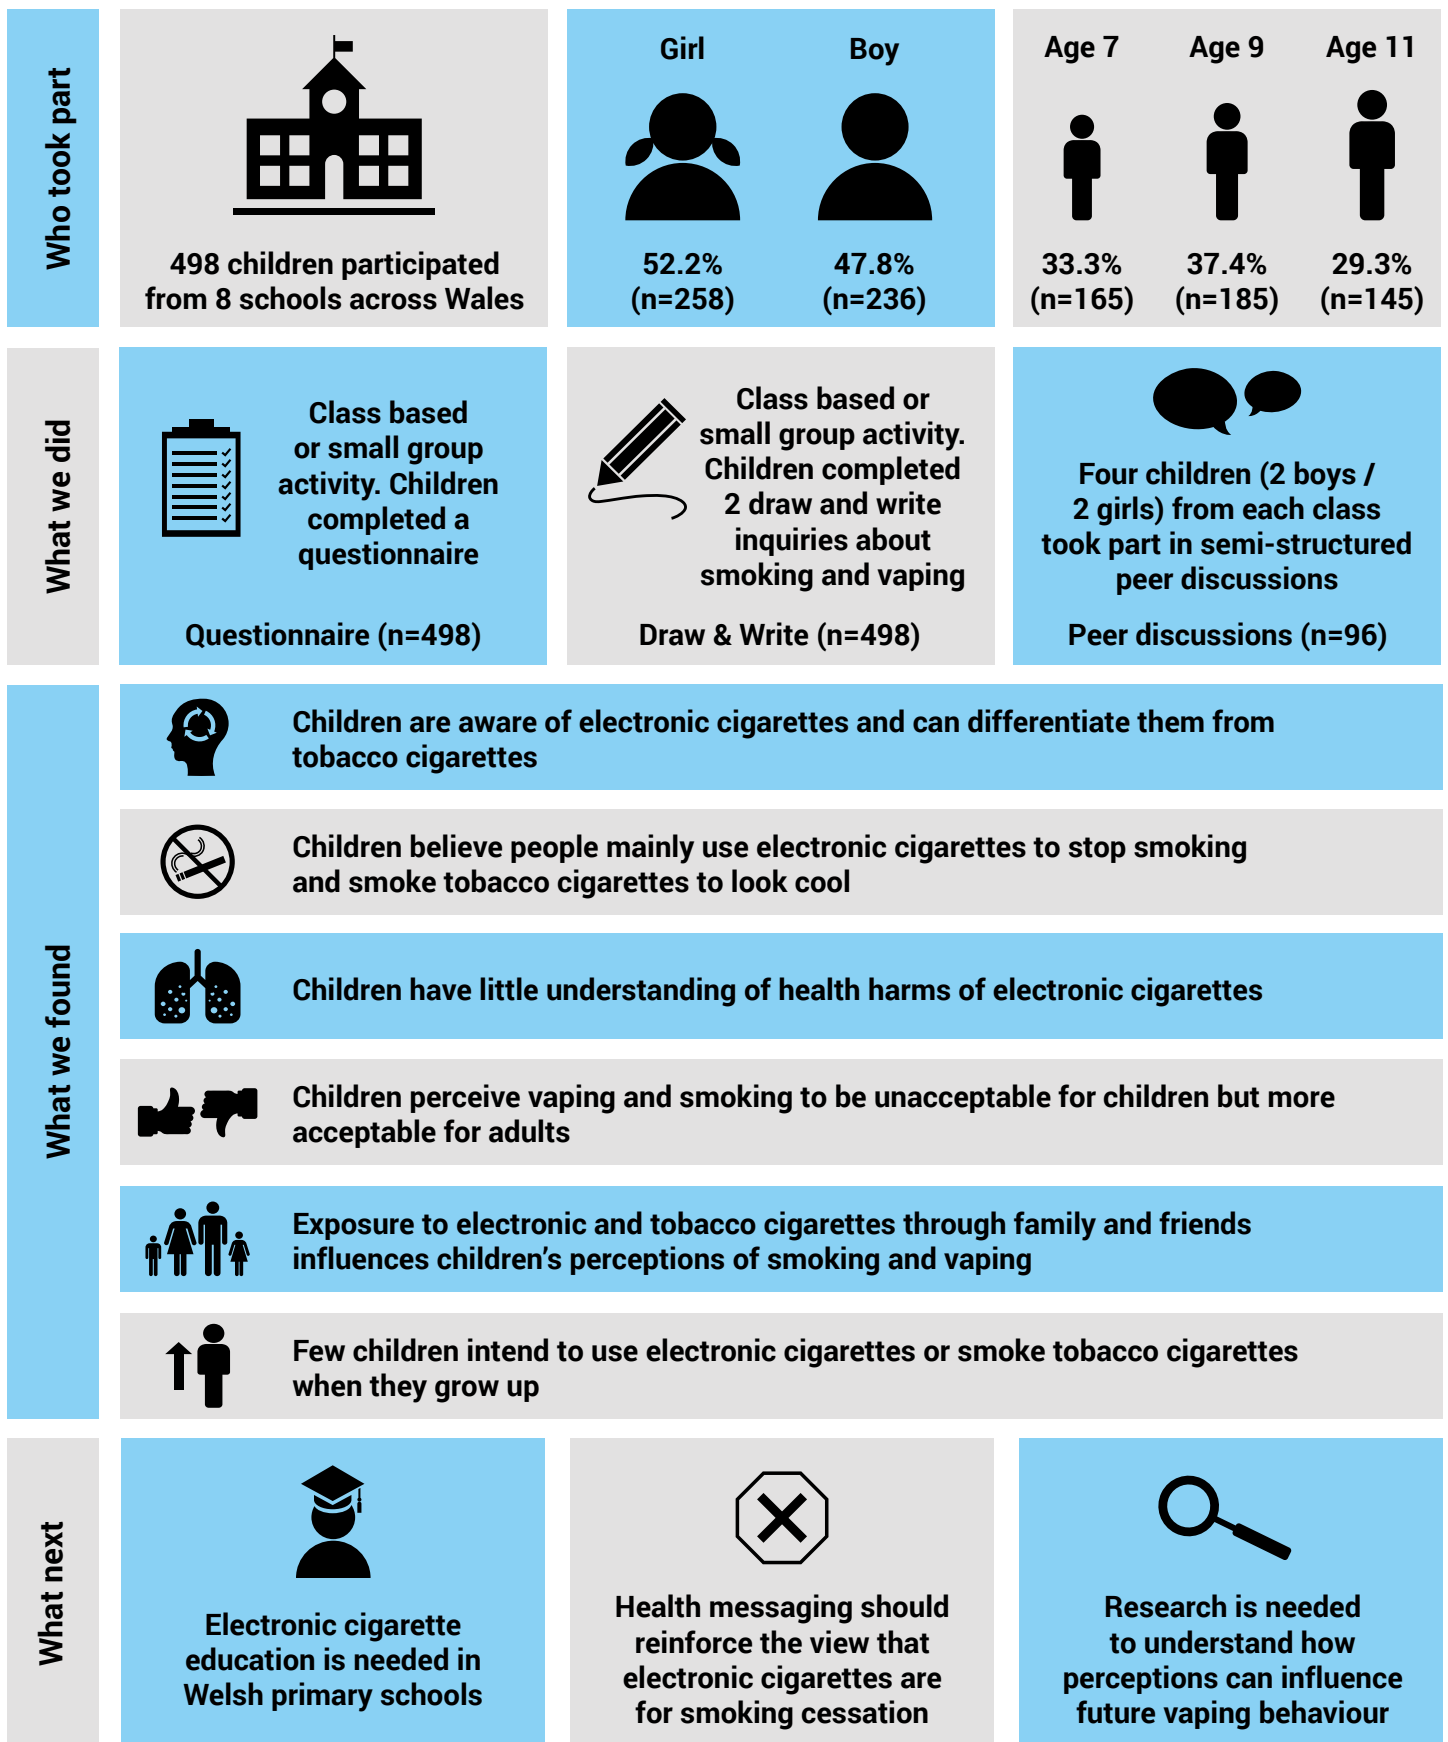 Who took part
498 children participated
from 8 schools across Wales
Girl
52.2%
(n=258)
Boy
47.8%
(n=236)
Age 7
33.3%
(n=165)
Age 9
37.4%
(n=185)
Age 11
29.3%
(n=145)
What we did
Class based
or small group
activity. Children
completed a
questionnaire
Questionnaire (n=498)
Class based or
small group activity.
Children completed
2 draw and write
inquiries about
smoking and vaping
Draw & Write (n=498)
Four children (2 boys /
2 girls) from each class
took part in semi-structured
peer discussions
Peer discussions (n=96)
What we found
Children are aware of electronic cigarettes and can differentiate them from
tobacco cigarettes
Children believe people mainly use electronic cigarettes to stop smoking
and smoke tobacco cigarettes to look cool
Children have little understanding of health harms of electronic cigarettes
Children perceive vaping and smoking to be unacceptable for children but more
acceptable for adults
Exposure to electronic and tobacco cigarettes through family and friends
influences children’s perceptions of smoking and vaping
Few children intend to use electronic cigarettes or smoke tobacco cigarettes
when they grow up
What next
Electronic cigarette
education is needed in
Welsh primary schools
Health messaging should
reinforce the view that
electronic cigarettes are
for smoking cessation
Research is needed
to understand how
perceptions can influence
future vaping behaviour